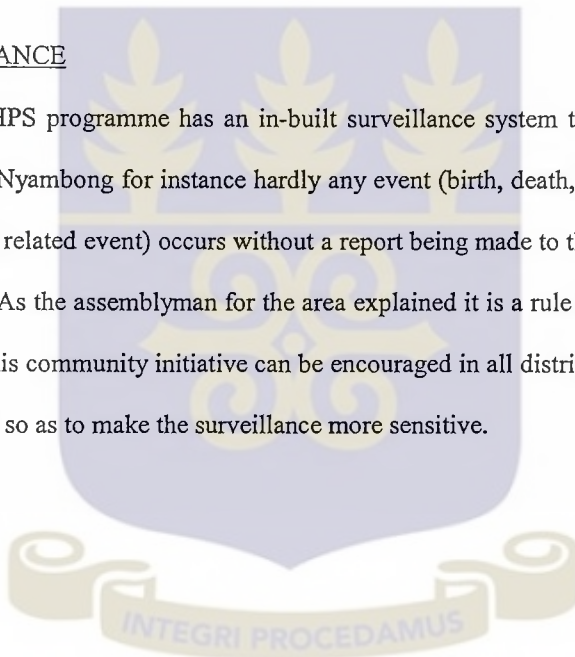 ANCE
HPS programme has an in-built surveillance system t
Nyambong for instance hardly any event (birth, death,
related event) occurs without a report being made to t
As the assemblyman for the area explained it is a rule
is community initiative can be encouraged in all distri
so as to make the surveillance more sensitive.
INTEGRI PROCEDAMUS